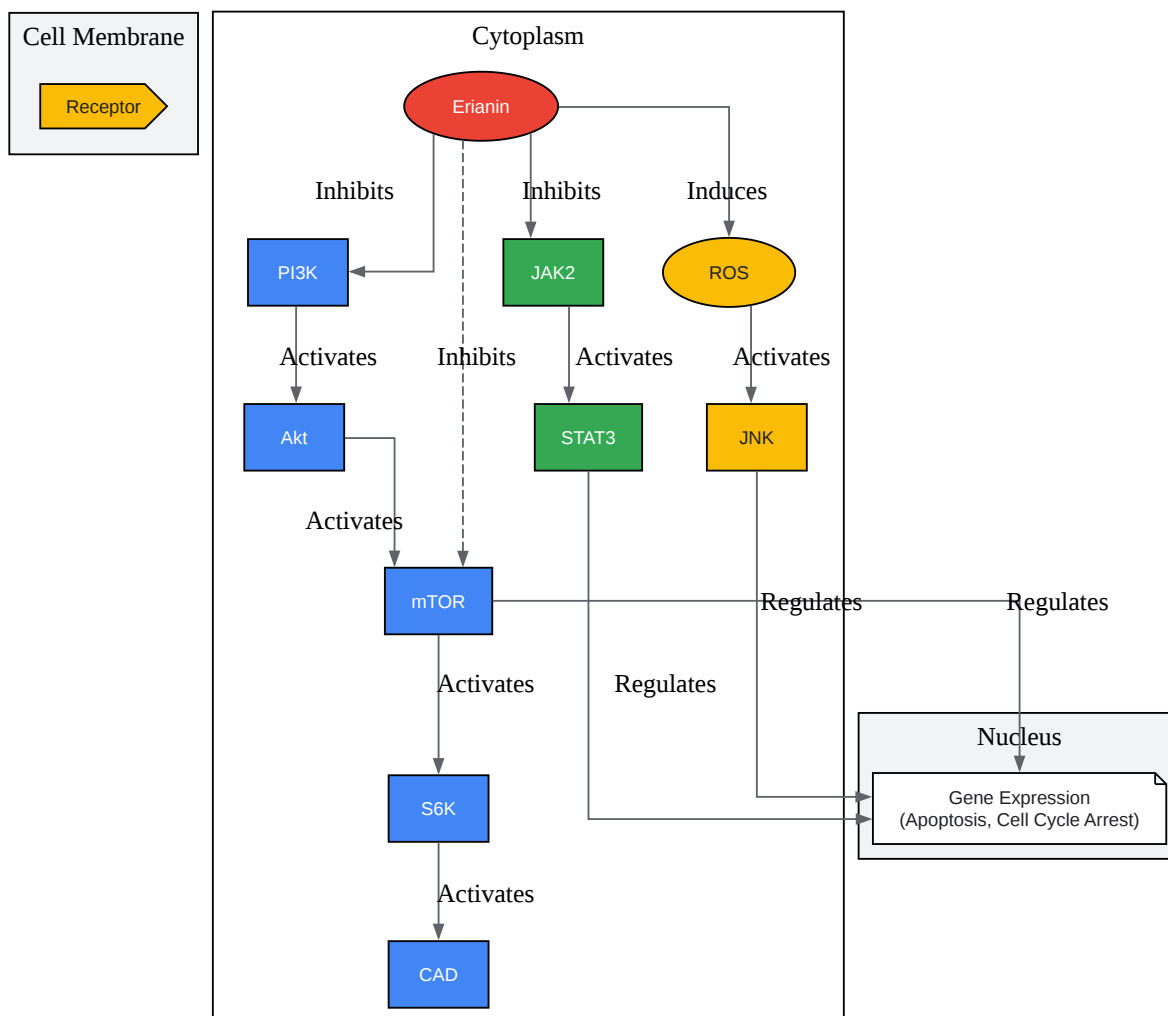 Cell Membrane
Receptor
Cytoplasm
Erianin
Inhibits
Inhibits
Induces
PI3K
JAK2
ROS
Activates
Inhibits
Activates
Activates
Akt
STAT3
JNK
Activates
mTOR
Regulates
Regulates
Activates
Regulates
Nucleus
S6K
Gene Expression
(Apoptosis, Cell Cycle Arrest)
Activates
CAD